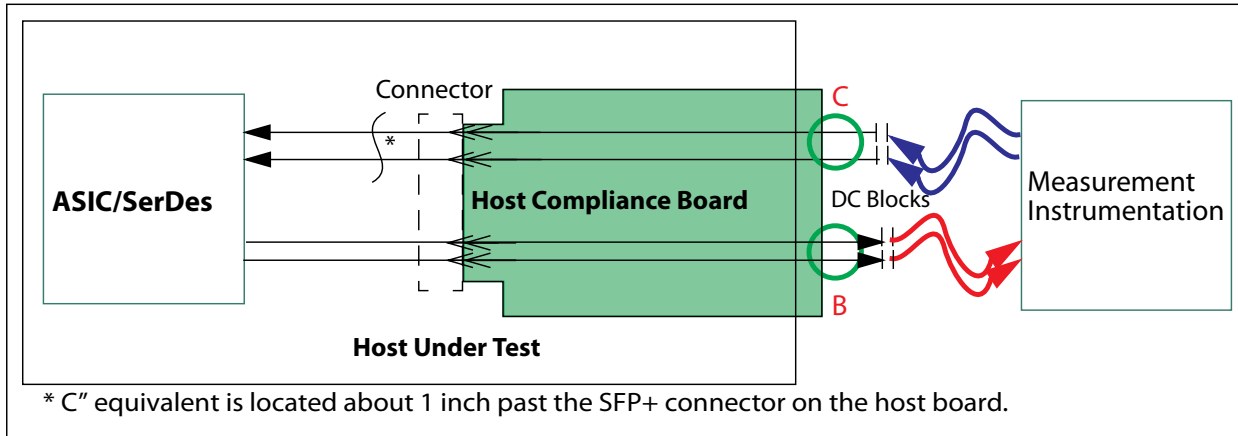 Connector
C
*
ASIC/SerDes
Host Compliance Board
DC Blocks
Measurement
Instrumentation
B
Host Under Test
* C″ equivalent is located about 1 inch past the SFP+ connector on the host board.